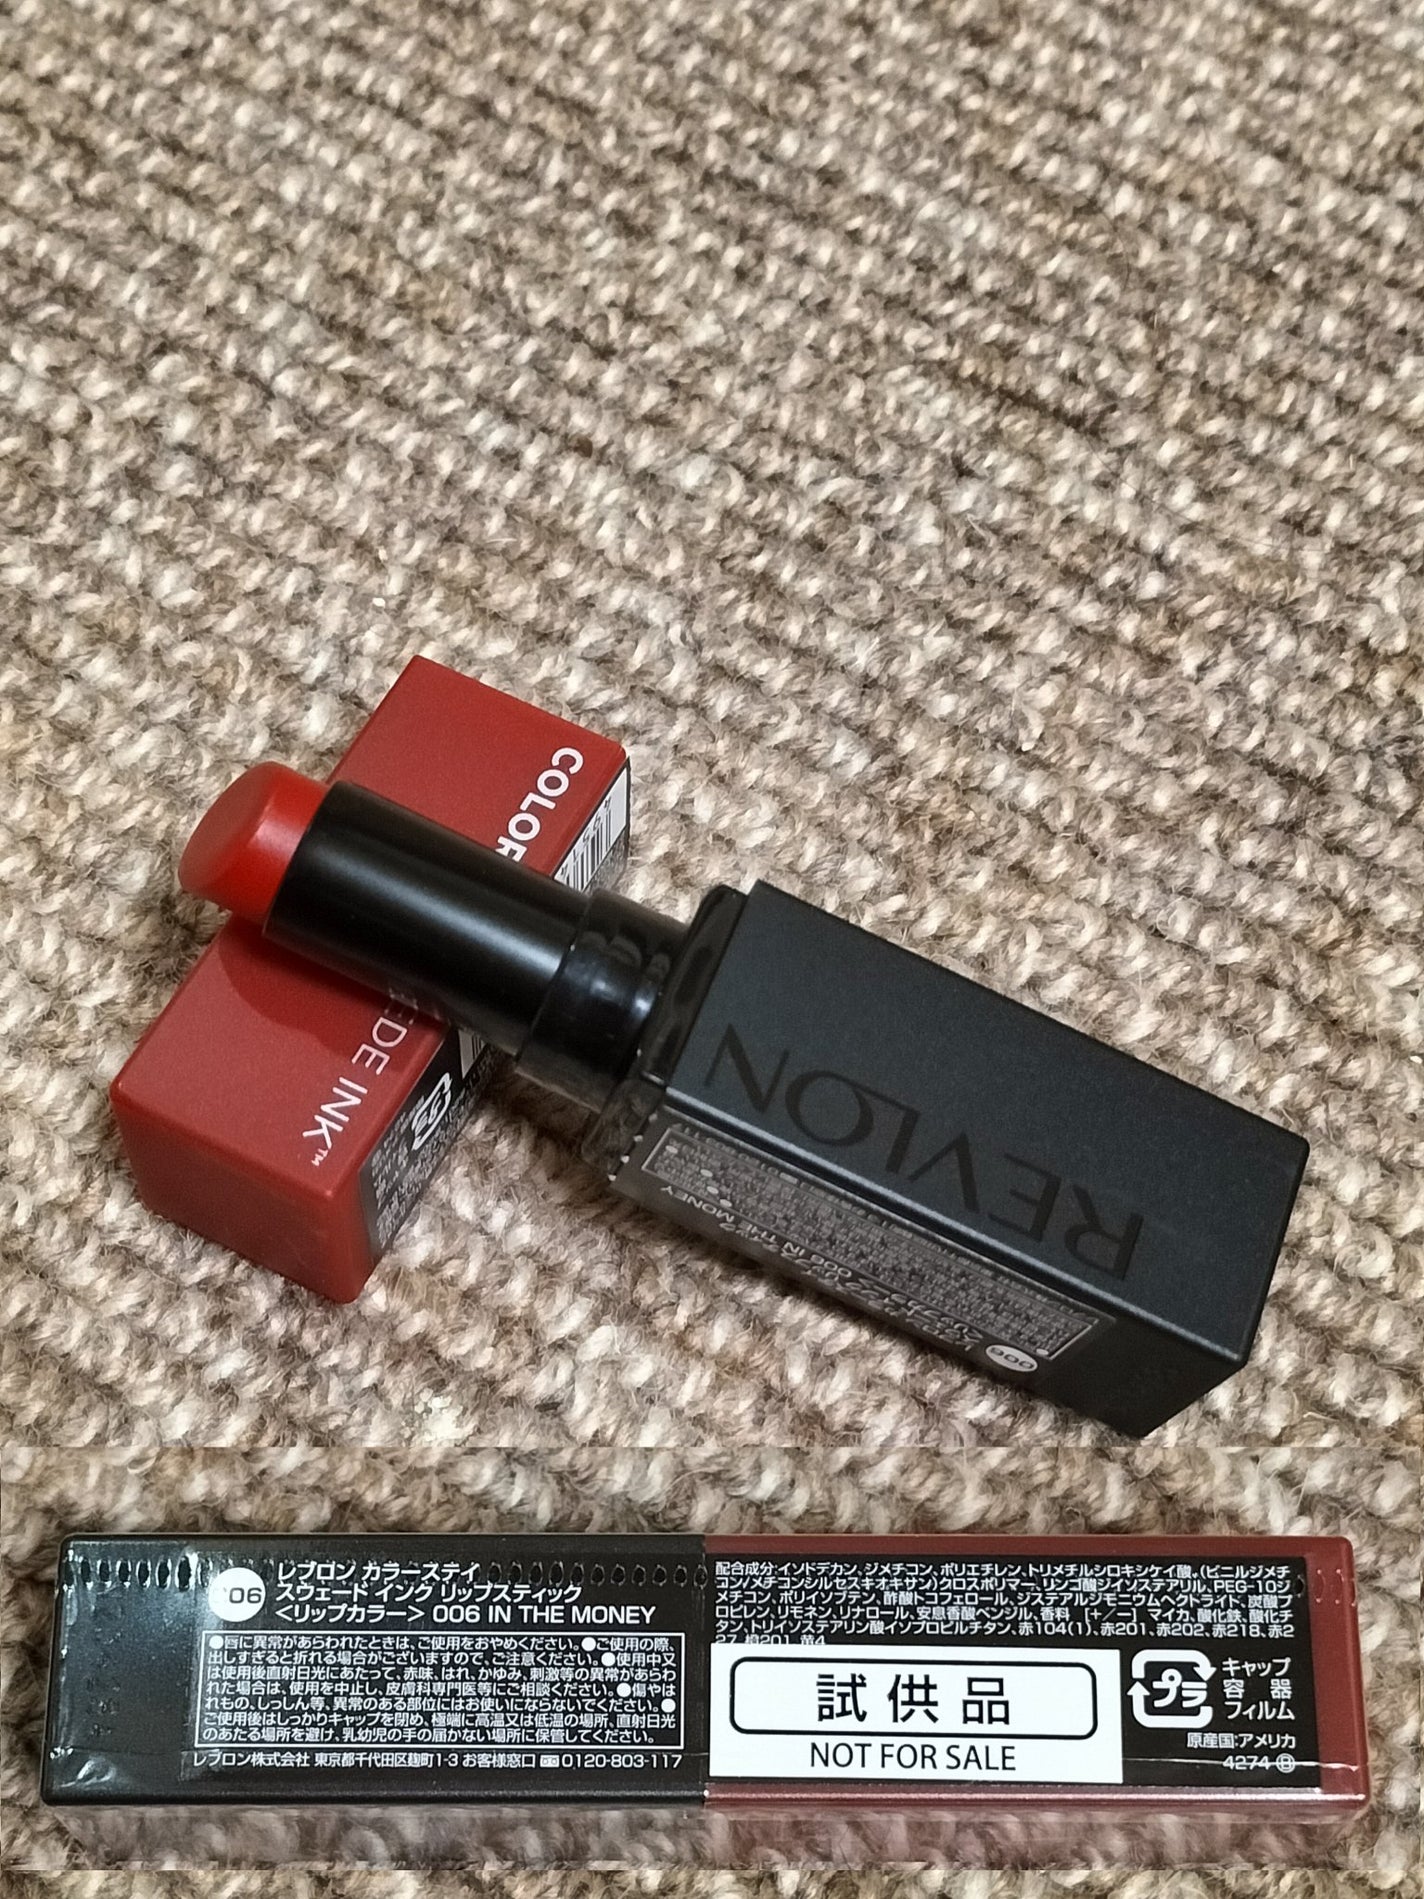 COLOR
EDE INK™
REVLON
006 IN THE MONEY
006
006
レブロン カラーステイ
スウェード インク リップスティック
<リップカラー> 006 IN THE MONEY
●唇に異常があらわれたときは、ご使用をおやめください。●ご使用の際、
出しすぎると折れる場合がございますので、ご注意ください。●使用中又
は使用後直射日光にあたって、赤味、はれ、かゆみ、刺激等の異常があらわ
れた場合は、使用を中止し、皮膚科専門医等にご相談ください。●傷やは
れもの、しっしん等、異常のある部位にはお使いにならないでください。●
ご使用後はしっかりキャップを閉め、極端に高温又は低温の場所、直射日光
のあたる場所を避け、乳幼児の手の届かない場所に保管してください。
レブロン株式会社 東京都千代田区麹町1-3 お客様窓口 0120-803-117
配合成分:イソドデカン、ジメチコン、ポリエチレン、トリメチルシロキシケイ酸、(ビニルジメチ
コン/メチコンシルセスキオキサン)クロスポリマー、リンゴ酸ジイソステアリル、PEG-10ジ
メチコン、ポリイソブテン、酢酸トコフェロール、ジステアルジモニウムヘクトライト、炭酸プ
ロピレン、リモネン、リナロール、安息香酸ベンジル、香料 [+/-] マイカ、酸化鉄、酸化チ
タン、トリイソステアリン酸イソプロピルチタン、赤104(1)、赤201、赤202、赤218、赤2
27、橙201、黄4
試供品
NOT FOR SALE
プラ
キャップ
容器
フィルム
原産国:アメリカ
4274 Ⓑ